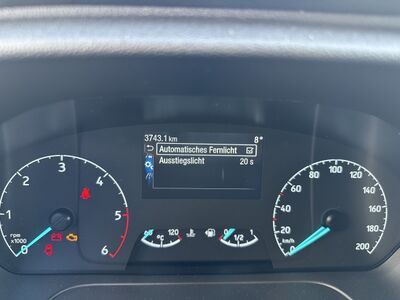 3743.1 km 8°
Automatisches Fernlicht
Ausstiegslicht 20 s
0 1 2 3 4 5 6
rpm
x1000
60 120
°C
0 1/2 1
0 20 40 60 80 100 120 140 160 180 200
km/h